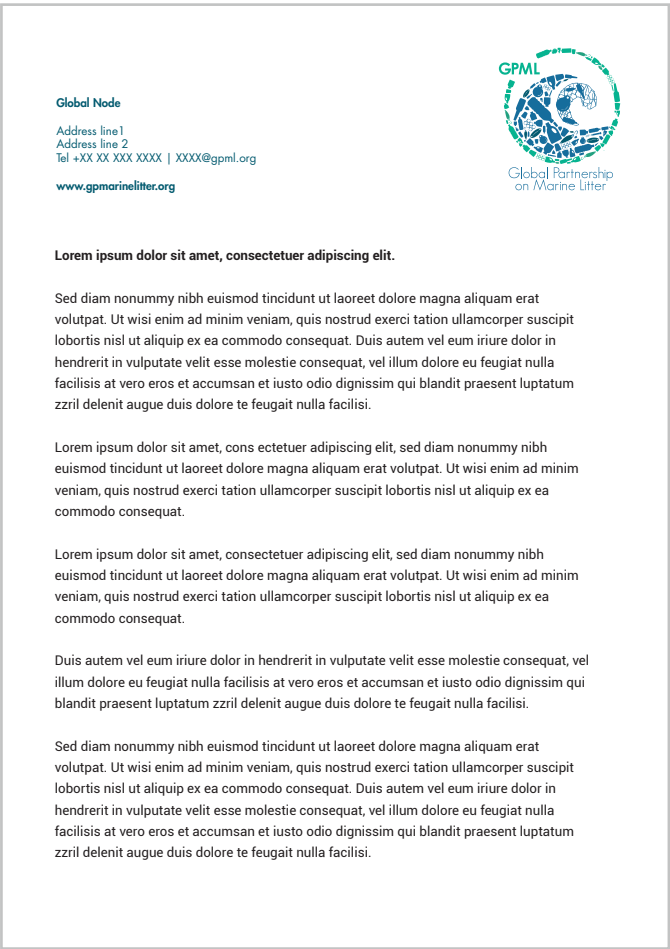 GPML
Global Partnership
on Marine Litter
Global Node
Address line1
Address line 2
Tel +XX XX XXX XXXX | XXXX@gpml.org
www.gpmarinelitter.org
Lorem ipsum dolor sit amet, consectetuer adipiscing elit.
Sed diam nonummy nibh euismod tincidunt ut laoreet dolore magna aliquam erat
volutpat. Ut wisi enim ad minim veniam, quis nostrud exerci tation ullamcorper suscipit
lobortis nisl ut aliquip ex ea commodo consequat. Duis autem vel eum iriure dolor in
hendrerit in vulputate velit esse molestie consequat, vel illum dolore eu feugiat nulla
facilisis at vero eros et accumsan et iusto odio dignissim qui blandit praesent luptatum
zzril delenit augue duis dolore te feugait nulla facilisi.
Lorem ipsum dolor sit amet, cons ectetuer adipiscing elit, sed diam nonummy nibh
euismod tincidunt ut laoreet dolore magna aliquam erat volutpat. Ut wisi enim ad minim
veniam, quis nostrud exerci tation ullamcorper suscipit lobortis nisl ut aliquip ex ea
commodo consequat.
Lorem ipsum dolor sit amet, consectetuer adipiscing elit, sed diam nonummy nibh
euismod tincidunt ut laoreet dolore magna aliquam erat volutpat. Ut wisi enim ad minim
veniam, quis nostrud exerci tation ullamcorper suscipit lobortis nisl ut aliquip ex ea
commodo consequat.
Duis autem vel eum iriure dolor in hendrerit in vulputate velit esse molestie consequat, vel
illum dolore eu feugiat nulla facilisis at vero eros et accumsan et iusto odio dignissim qui
blandit praesent luptatum zzril delenit augue duis dolore te feugait nulla facilisi.
Sed diam nonummy nibh euismod tincidunt ut laoreet dolore magna aliquam erat
volutpat. Ut wisi enim ad minim veniam, quis nostrud exerci tation ullamcorper suscipit
lobortis nisl ut aliquip ex ea commodo consequat. Duis autem vel eum iriure dolor in
hendrerit in vulputate velit esse molestie consequat, vel illum dolore eu feugiat nulla
facilisis at vero eros et accumsan et iusto odio dignissim qui blandit praesent luptatum
zzril delenit augue duis dolore te feugait nulla facilisi.